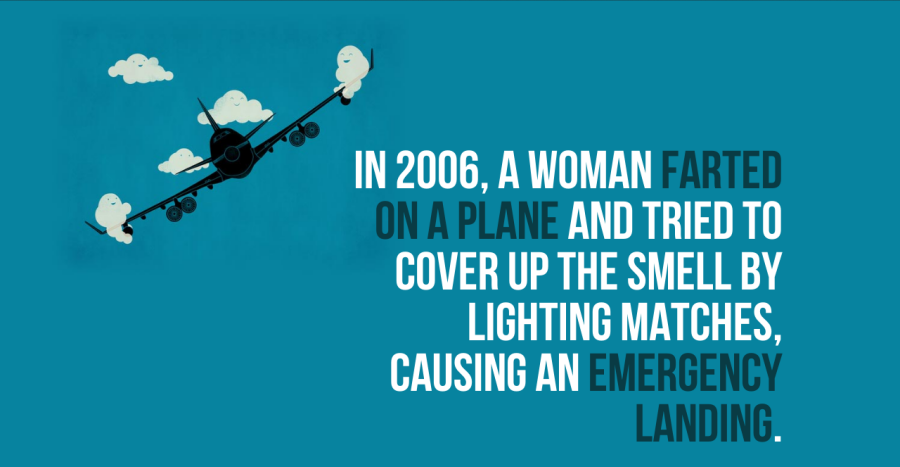 IN 2006, A WOMAN FARTED
ON A PLANE AND TRIED TO
COVER UP THE SMELL BY
LIGHTING MATCHES,
CAUSING AN EMERGENCY
LANDING.